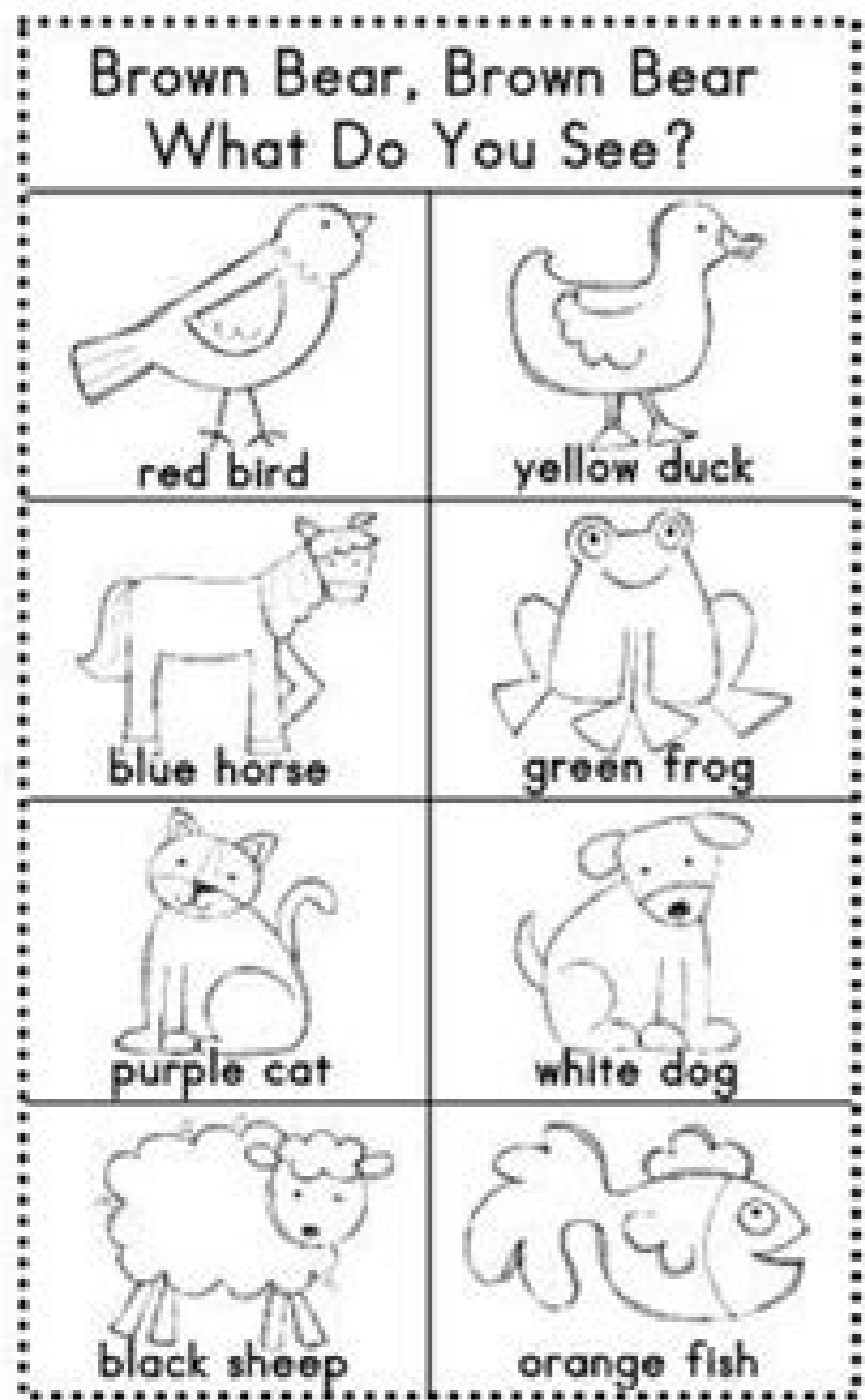 Brown Bear, Brown Bear
What Do You See?
red bird
yellow duck
blue horse
green frog
purple cat
white dog
black sheep
orange fish